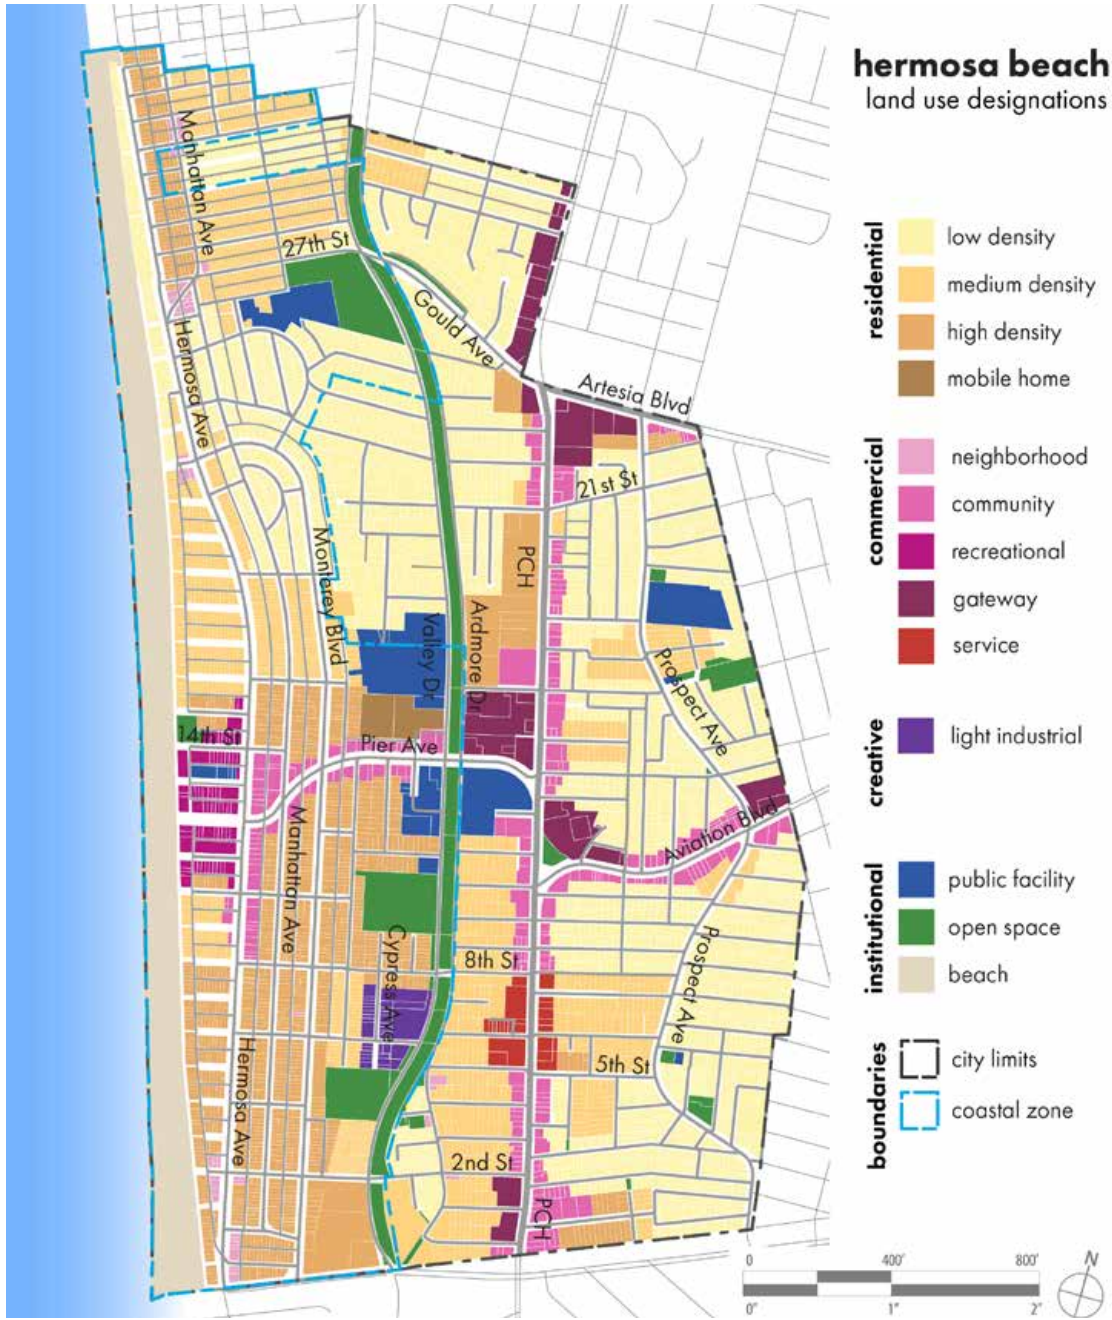 hermosa beach
land use designations
Manhattan Ave
27th St
Gould Ave
Hermosa Ave
Artesia Blvd
21st St
Monterey Blvd
PCH
Valley Dr
Ardmore Dr
Prospect Ave
14th St
Pier Ave
Aviation Blvd
Manhattan Ave
Cypress Ave
8th St
Prospect Ave
5th St
Hermosa Ave
2nd St
PCH
residential
low density
medium density
high density
mobile home
commercial
neighborhood
community
recreational
gateway
service
creative
light industrial
institutional
public facility
open space
beach
boundaries
city limits
coastal zone
0 400' 800'
0" 1" 2"
N